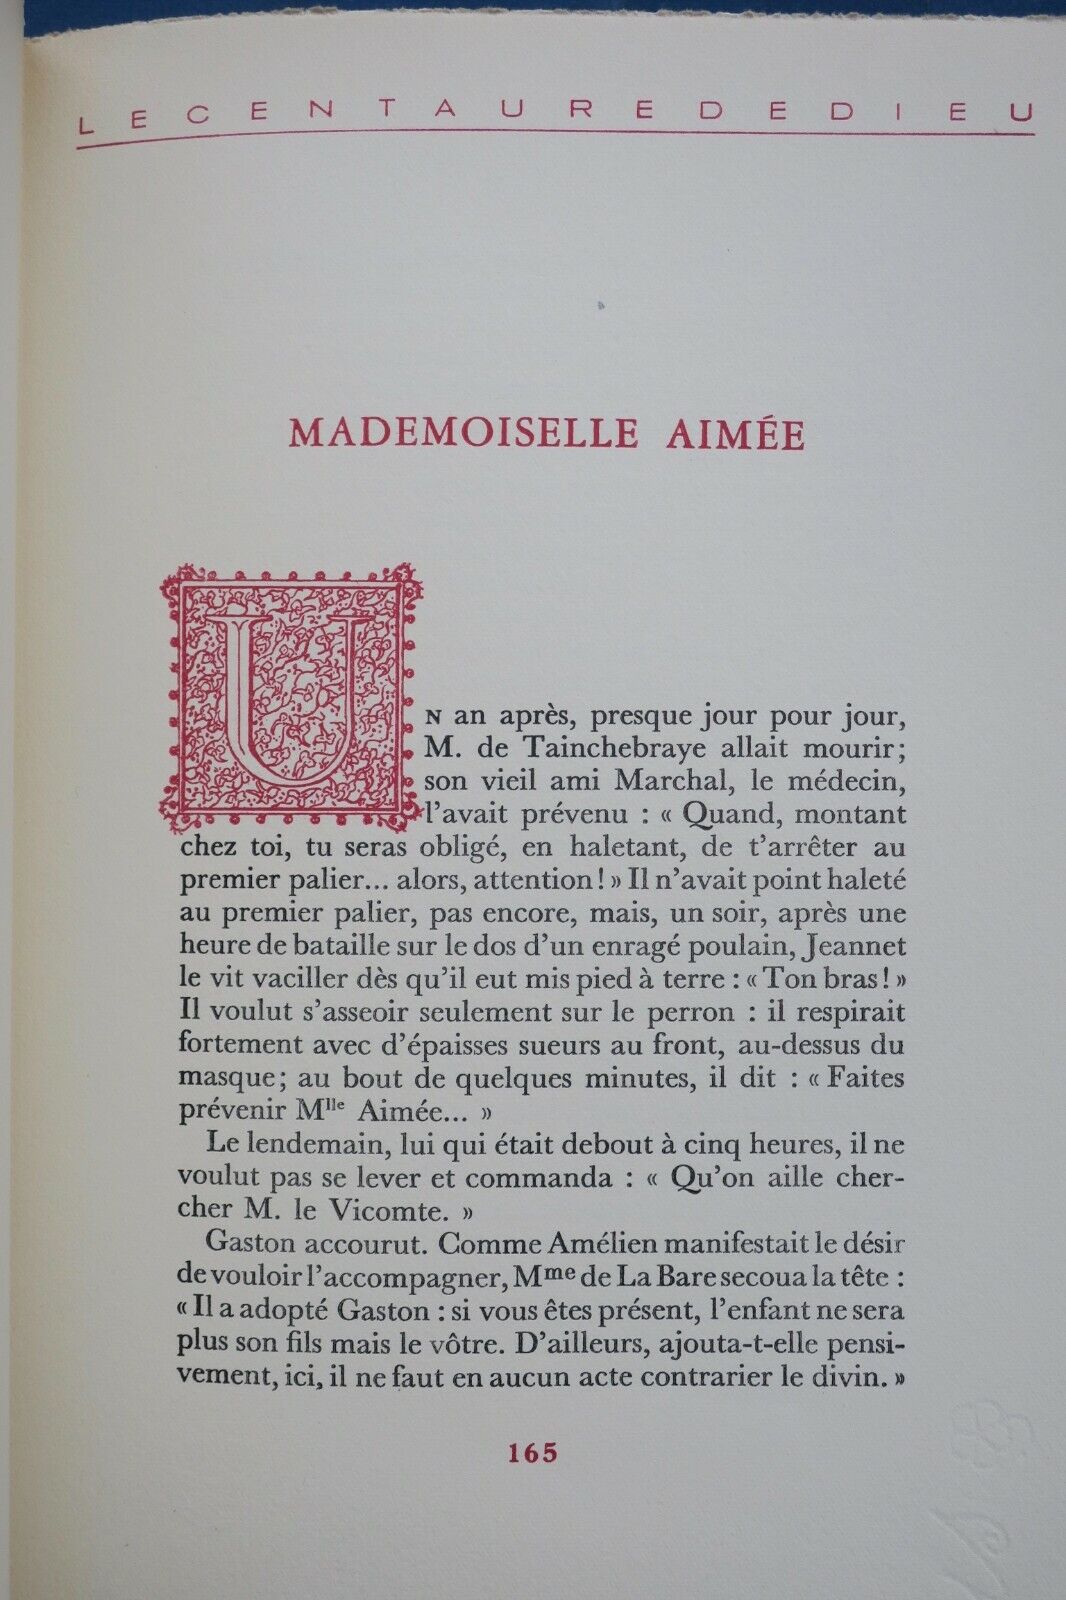 LE CENTAURE DE DIEU
MADEMOISELLE AIMÉE
UN an après, presque jour pour jour,
M. de Tainchebraye allait mourir;
son vieil ami Marchal, le médecin,
l'avait prévenu : « Quand, montant
chez toi, tu seras obligé, en haletant, de t'arrêter au
premier palier... alors, attention! » Il n'avait point haleté
au premier palier, pas encore, mais, un soir, après une
heure de bataille sur le dos d'un enragé poulain, Jeannet
le vit vaciller dès qu'il eut mis pied à terre : « Ton bras! »
Il voulut s'asseoir seulement sur le perron : il respirait
fortement avec d'épaisses sueurs au front, au-dessus du
masque; au bout de quelques minutes, il dit : « Faites
prévenir Mlle Aimée... »
Le lendemain, lui qui était debout à cinq heures, il ne
voulut pas se lever et commanda : « Qu'on aille cher-
cher M. le Vicomte. »
Gaston accourut. Comme Amélien manifestait le désir
de vouloir l'accompagner, Mme de La Bare secoua la tête :
« Il a adopté Gaston : si vous êtes présent, l'enfant ne sera
plus son fils mais le vôtre. D'ailleurs, ajouta-t-elle pensi-
vement, ici, il ne faut en aucun acte contrarier le divin. »
165